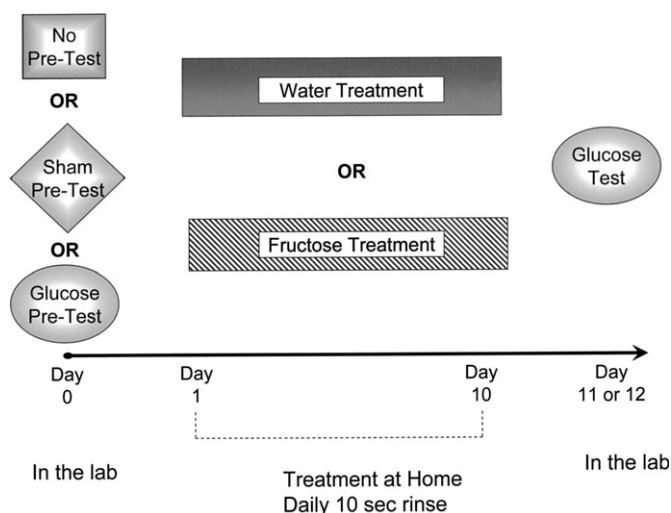 No
Pre-Test
OR
Sham
Pre-Test
OR
Glucose
Pre-Test
Water Treatment
OR
Fructose Treatment
Glucose
Test
Day
0
Day
1
Day
10
Day
11 or 12
In the lab
Treatment at Home
Daily 10 sec rinse
In the lab